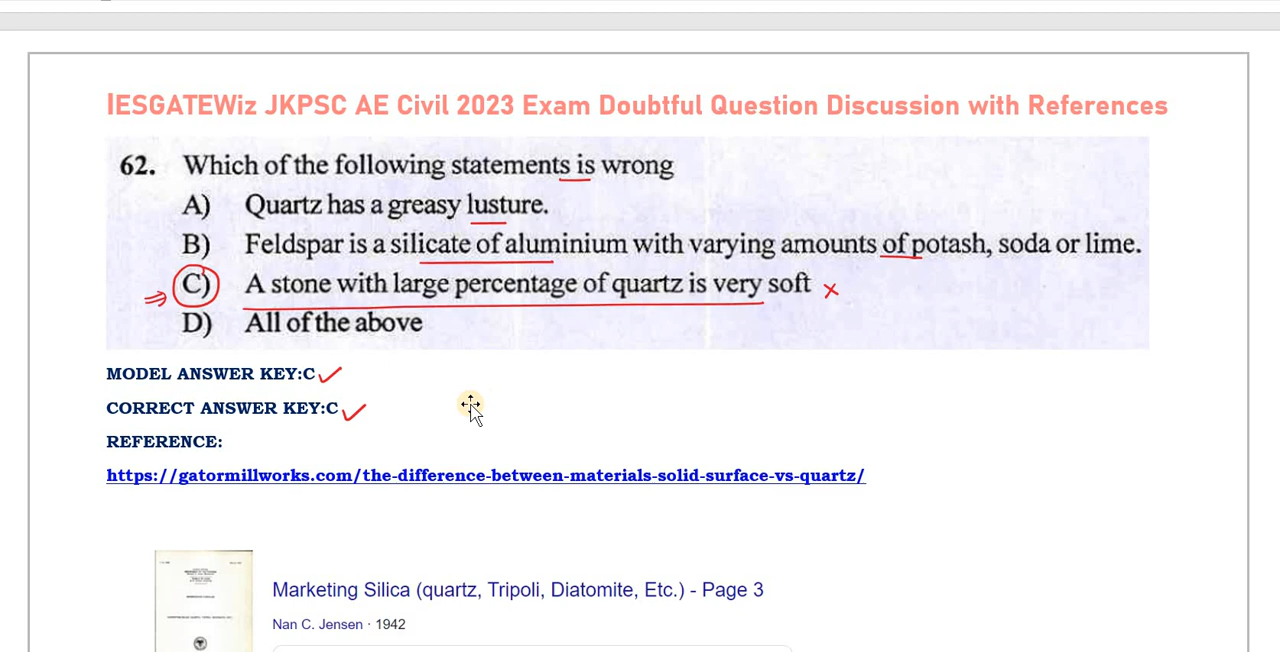 IESGATEWiz JKPSC AE Civil 2023 Exam Doubtful Question Discussion with References
62. Which of the following statements is wrong
A) Quartz has a greasy lusture.
B) Feldspar is a silicate of aluminium with varying amounts of potash, soda or lime.
C) A stone with large percentage of quartz is very soft
D) All of the above
MODEL ANSWER KEY:C
CORRECT ANSWER KEY:C
REFERENCE:
https://gatormillworks.com/the-difference-between-materials-solid-surface-vs-quartz/
Marketing Silica (quartz, Tripoli, Diatomite, Etc.) - Page 3
Nan C. Jensen · 1942